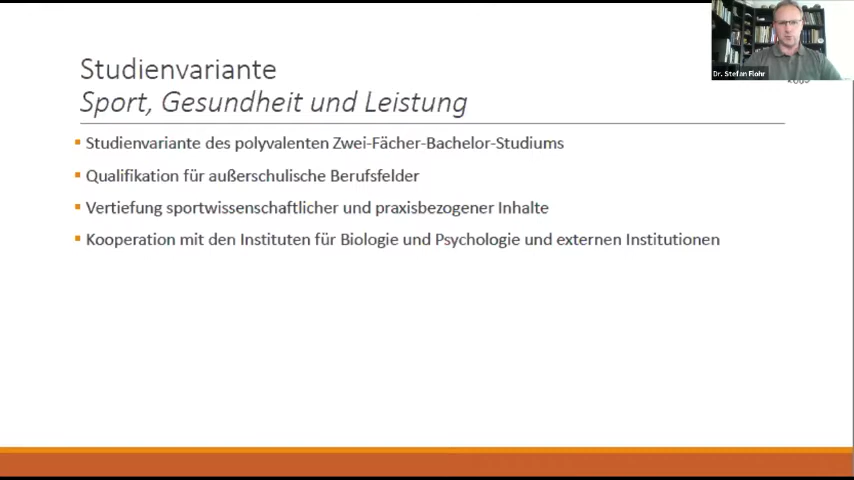 Dr. Stefan Flohr
Studienvariante
Sport, Gesundheit und Leistung
Studienvariante des polyvalenten Zwei-Fächer-Bachelor-Studiums
Qualifikation für außerschulische Berufsfelder
Vertiefung sportwissenschaftlicher und praxisbezogener Inhalte
Kooperation mit den Instituten für Biologie und Psychologie und externen Institutionen